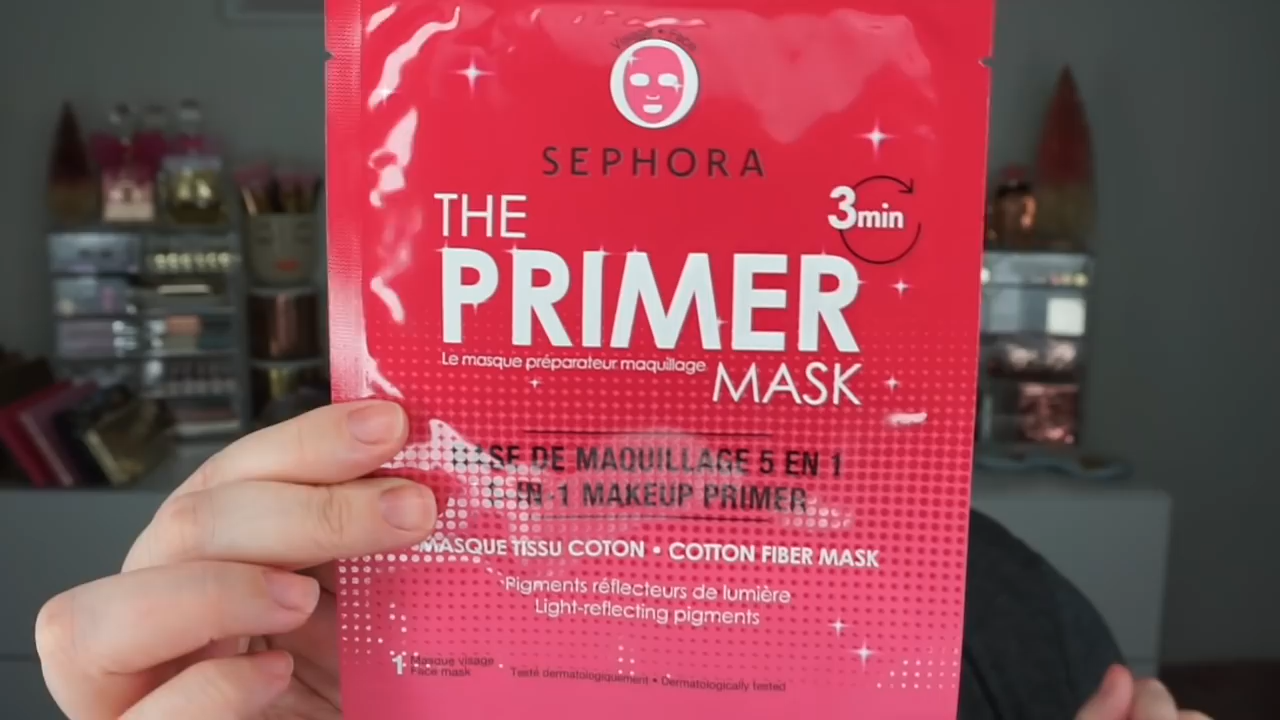 Visage • Face
SEPHORA
3min
THE
PRIMER
Le masque préparateur maquillage
MASK
DE MAQUILLAGE 5 EN 1
MAKEUP PRIMER
MASQUE TISSU COTON • COTTON FIBER MASK
Pigments réflecteurs de lumière
Light-reflecting pigments
1 Masque visage
Face mask
Testé dermatologiquement • Dermatologically tested